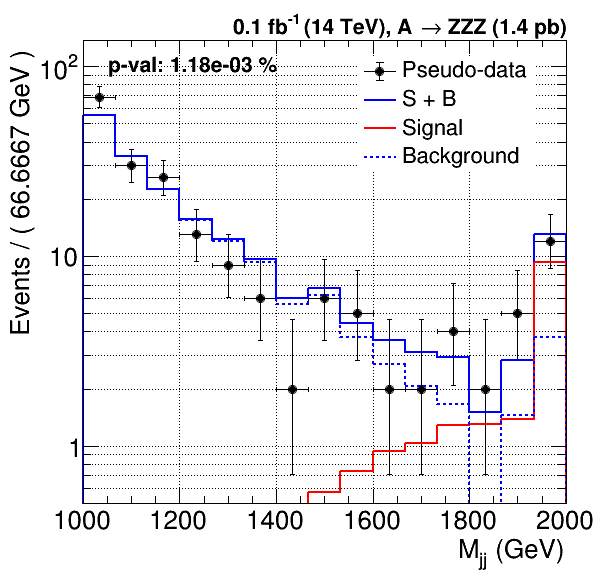 0.1 fb⁻¹ (14 TeV), A → ZZZ (1.4 pb)
p-val: 1.18e-03 %
Pseudo-data
S + B
Signal
Background
Events / ( 66.6667 GeV )
10²
10
1
1000 1200 1400 1600 1800 2000
M_jj (GeV)